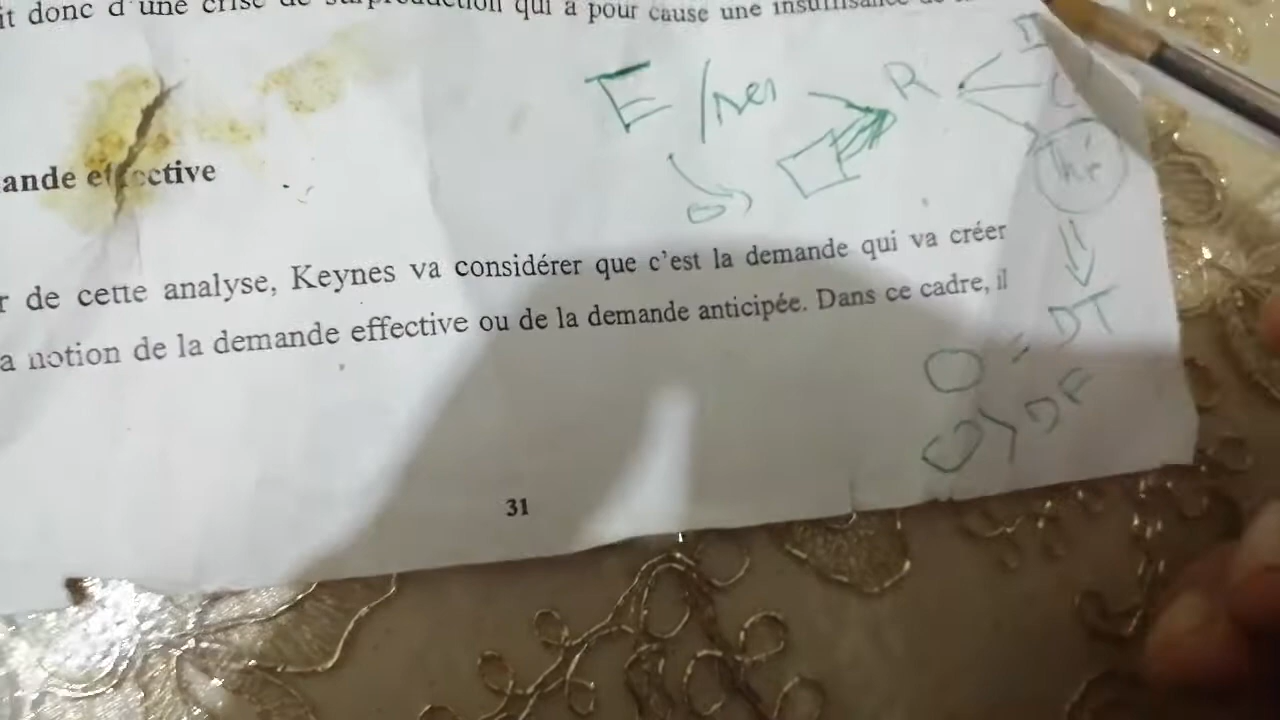 it donc d'une crise de surproduction qui a pour cause une insuffisance de
E / R
Thé
ande effective
r de cette analyse, Keynes va considérer que c'est la demande qui va créer
a notion de la demande effective ou de la demande anticipée. Dans ce cadre, il
O = DT
O > DF
31